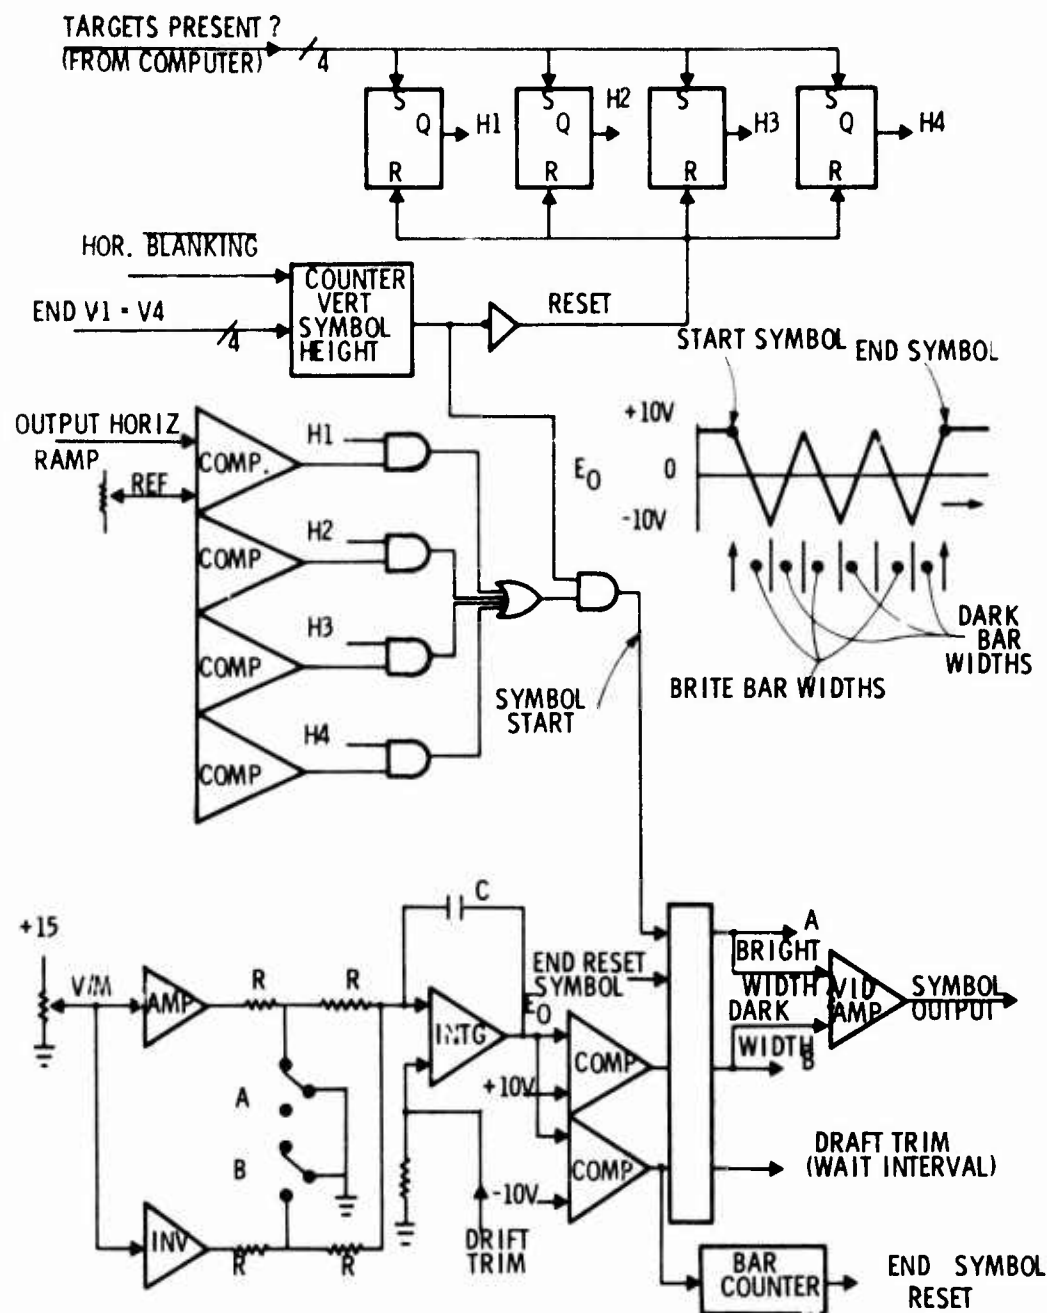 TARGETS PRESENT ?
(FROM COMPUTER)
4
S
Q
R
H1
S
Q
R
H2
S
R
H3
S
Q
R
H4
HOR. BLANKING
END V1 - V4
4
COUNTER
VERT
SYMBOL
HEIGHT
RESET
START SYMBOL
END SYMBOL
+10V
E0
0
-10V
DARK
BAR
WIDTHS
BRITE BAR WIDTHS
OUTPUT HORIZ
RAMP
REF
COMP.
H1
COMP
H2
COMP
H3
COMP
H4
SYMBOL
START
+15
V/M
AMP
R
R
C
INTG
E0
A
B
INV
R
R
DRIFT
TRIM
END RESET
SYMBOL
COMP
+10V
COMP
-10V
A
BRIGHT
WIDTH
DARK
WIDTH
B
VID
AMP
SYMBOL
OUTPUT
DRAFT TRIM
(WAIT INTERVAL)
BAR
COUNTER
END SYMBOL
RESET